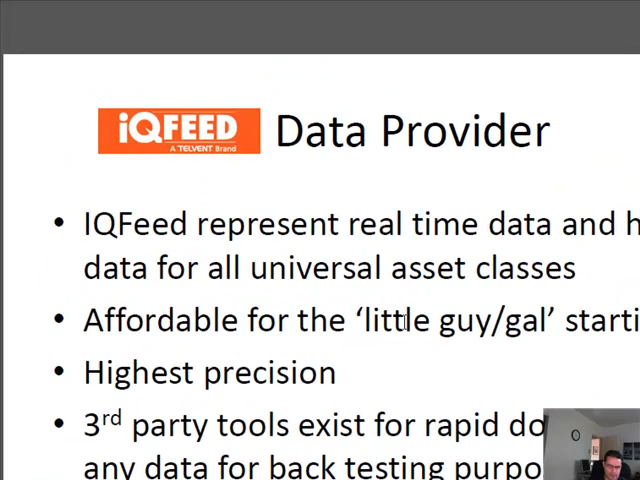 iQFEED
A TELVENT Brand
Data Provider
• IQFeed represent real time data and h
data for all universal asset classes
• Affordable for the ‘little guy/gal’ starti
• Highest precision
• 3rd party tools exist for rapid do
any data for back testing purpo